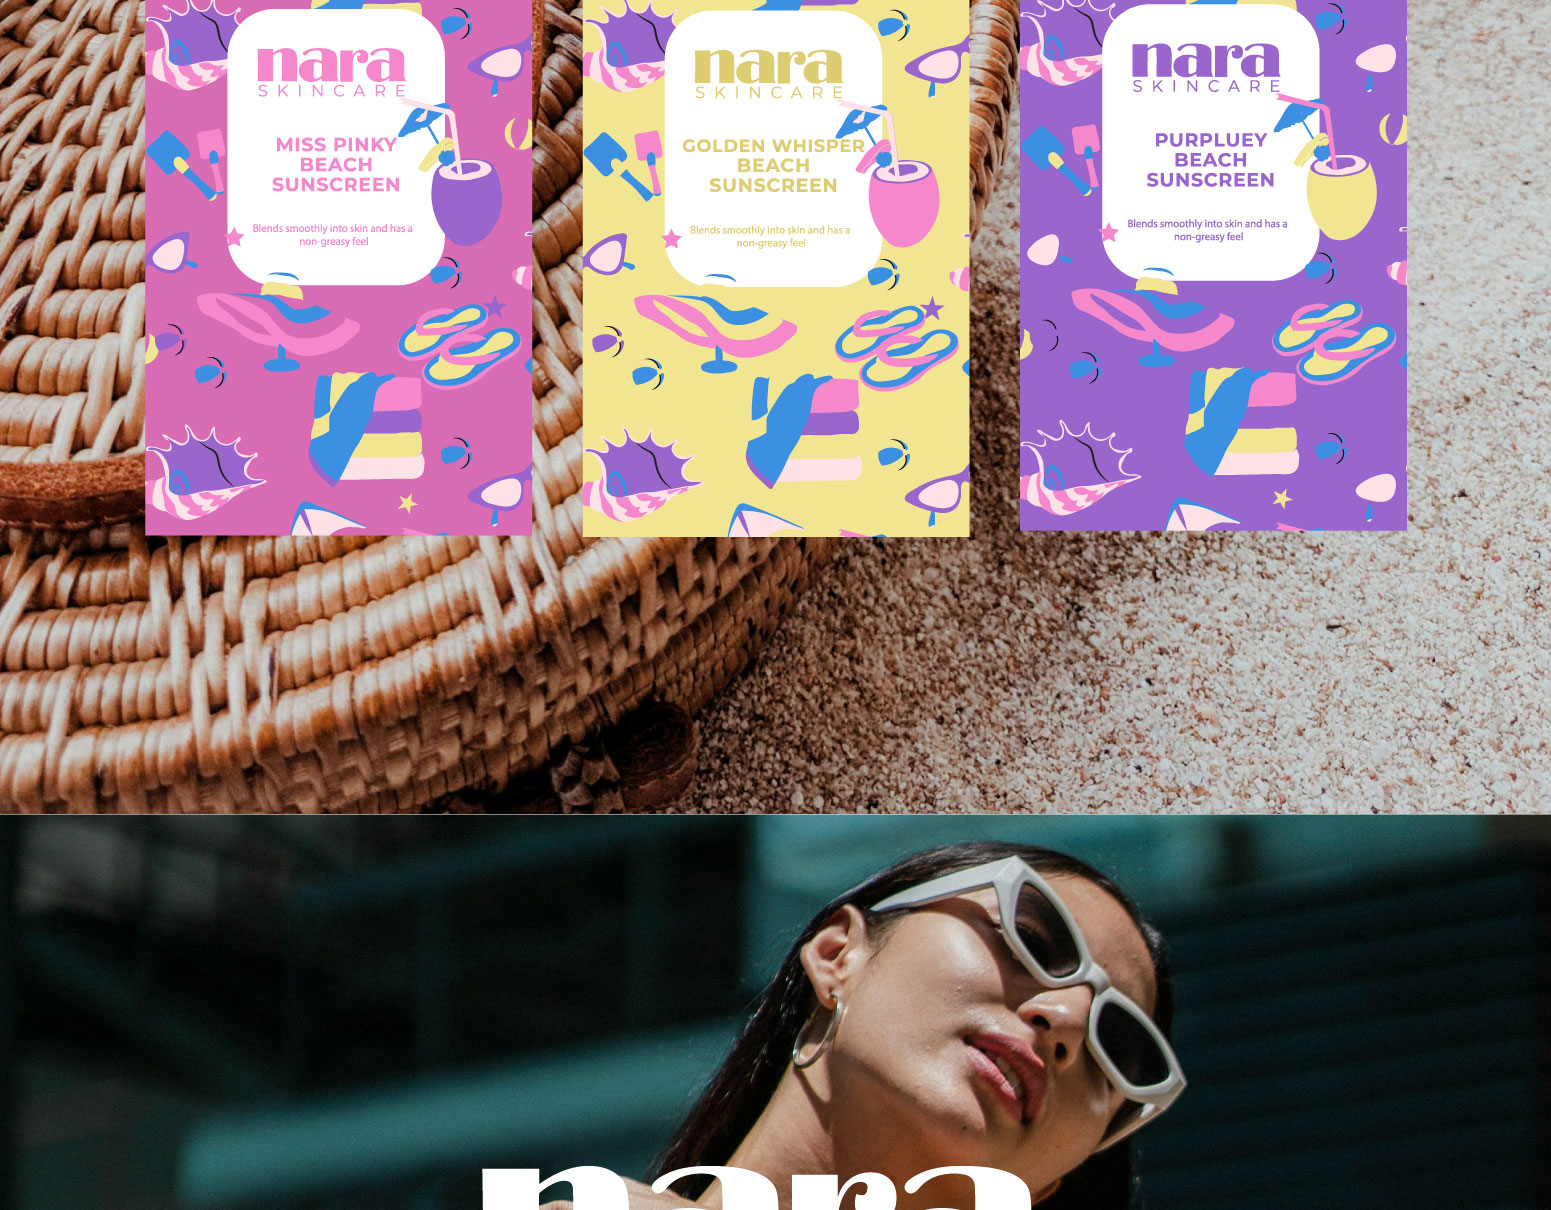 nara
SKINCARE
MISS PINKY
BEACH
SUNSCREEN
Blends smoothly into skin and has a
non-greasy feel
nara
SKINCARE
GOLDEN WHISPER
BEACH
SUNSCREEN
Blends smoothly into skin and has a
non-greasy feel
nara
SKINCARE
PURPLUEY
BEACH
SUNSCREEN
Blends smoothly into skin and has a
non-greasy feel
nara